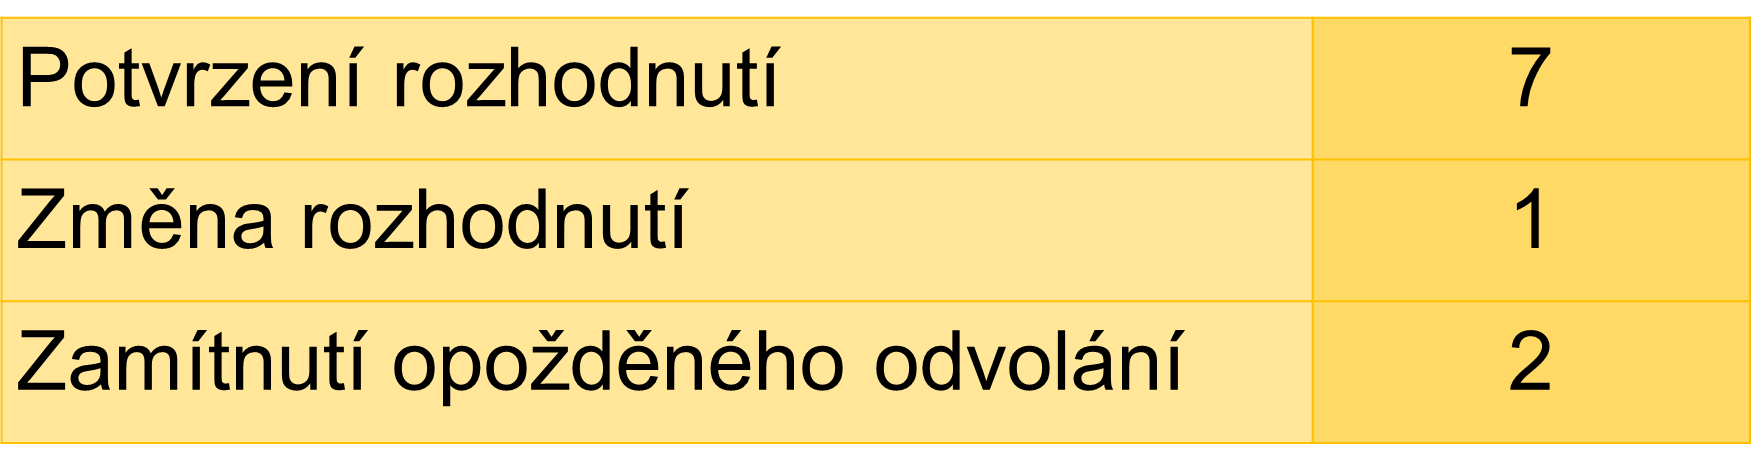 Potvrzení rozhodnutí 7
Změna rozhodnutí 1
Zamítnutí opožděného odvolání 2